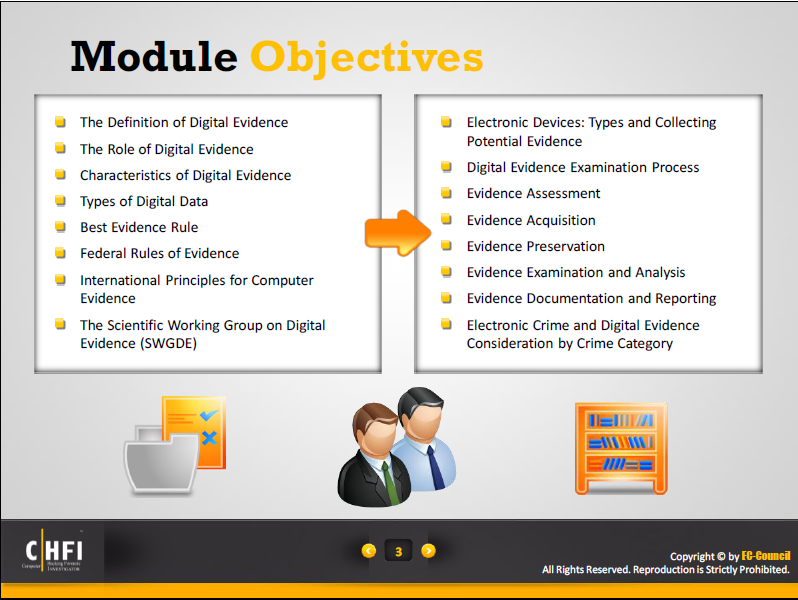 Module Objectives
The Definition of Digital Evidence
The Role of Digital Evidence
Characteristics of Digital Evidence
Types of Digital Data
Best Evidence Rule
Federal Rules of Evidence
International Principles for Computer
Evidence
The Scientific Working Group on Digital
Evidence (SWGDE)
Electronic Devices: Types and Collecting
Potential Evidence
Digital Evidence Examination Process
Evidence Assessment
Evidence Acquisition
Evidence Preservation
Evidence Examination and Analysis
Evidence Documentation and Reporting
Electronic Crime and Digital Evidence
Consideration by Crime Category
CHFI
Computer Hacking Forensic
INVESTIGATOR
3
Copyright © by EC-Council
All Rights Reserved. Reproduction is Strictly Prohibited.